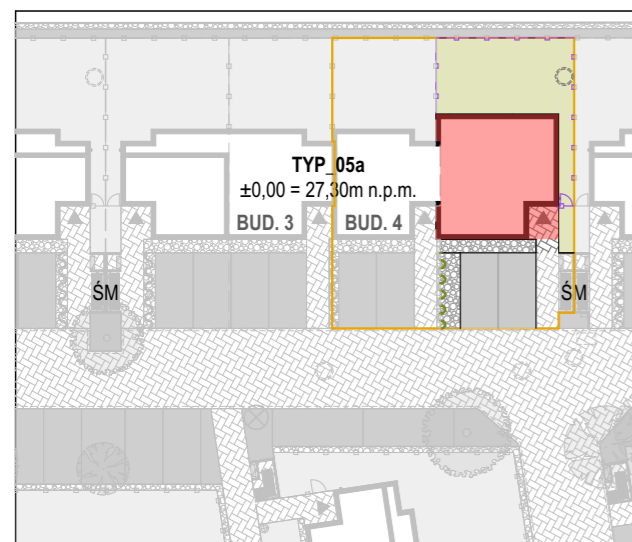 TYP_05a
±0,00 = 27,30m n.p.m.
BUD. 3
BUD. 4
ŚM
ŚM